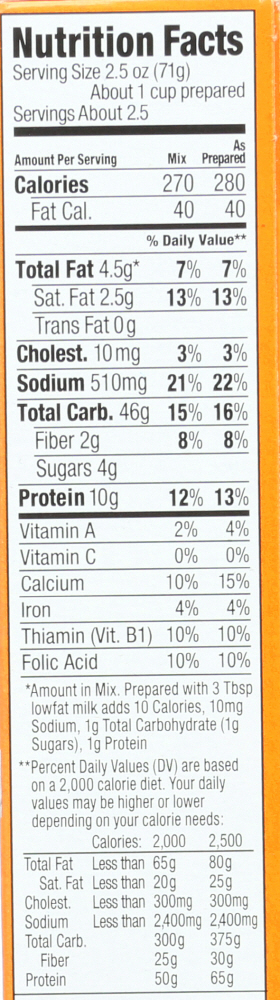 Nutrition Facts
Serving Size 2.5 oz (71g)
About 1 cup prepared
Servings About 2.5
Amount Per Serving Mix As Prepared
Calories 270 280
Fat Cal. 40 40
% Daily Value**
Total Fat 4.5g* 7% 7%
Sat. Fat 2.5g 13% 13%
Trans Fat 0g
Cholest. 10mg 3% 3%
Sodium 510mg 21% 22%
Total Carb. 46g 15% 16%
Fiber 2g 8% 8%
Sugars 4g
Protein 10g 12% 13%
Vitamin A 2% 4%
Vitamin C 0% 0%
Calcium 10% 15%
Iron 4% 4%
Thiamin (Vit. B1) 10% 10%
Folic Acid 10% 10%
*Amount in Mix. Prepared with 3 Tbsp
lowfat milk adds 10 Calories, 10mg
Sodium, 1g Total Carbohydrate (1g
Sugars), 1g Protein
**Percent Daily Values (DV) are based
on a 2,000 calorie diet. Your daily
values may be higher or lower
depending on your calorie needs:
Calories: 2,000 2,500
Total Fat Less than 65g 80g
Sat. Fat Less than 20g 25g
Cholest. Less than 300mg 300mg
Sodium Less than 2,400mg 2,400mg
Total Carb. 300g 375g
Fiber 25g 30g
Protein 50g 65g